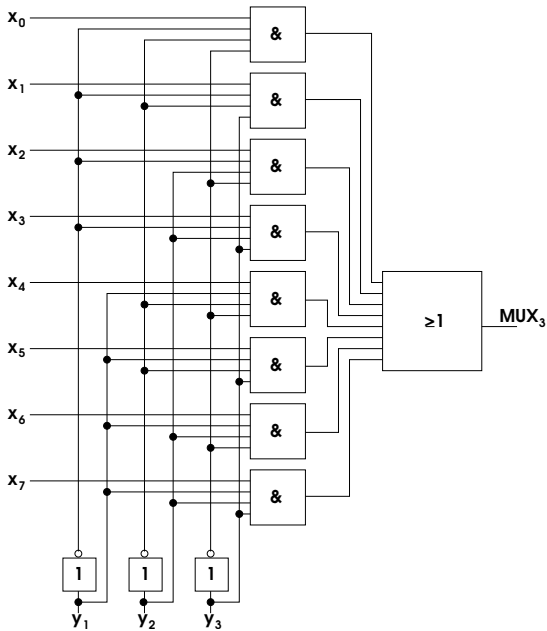 x₀
&
x₁
&
x₂
&
x₃
&
x₄
&
≥1 MUX₃
x₅
&
x₆
&
x₇
&
1 1 1
y₁ y₂ y₃